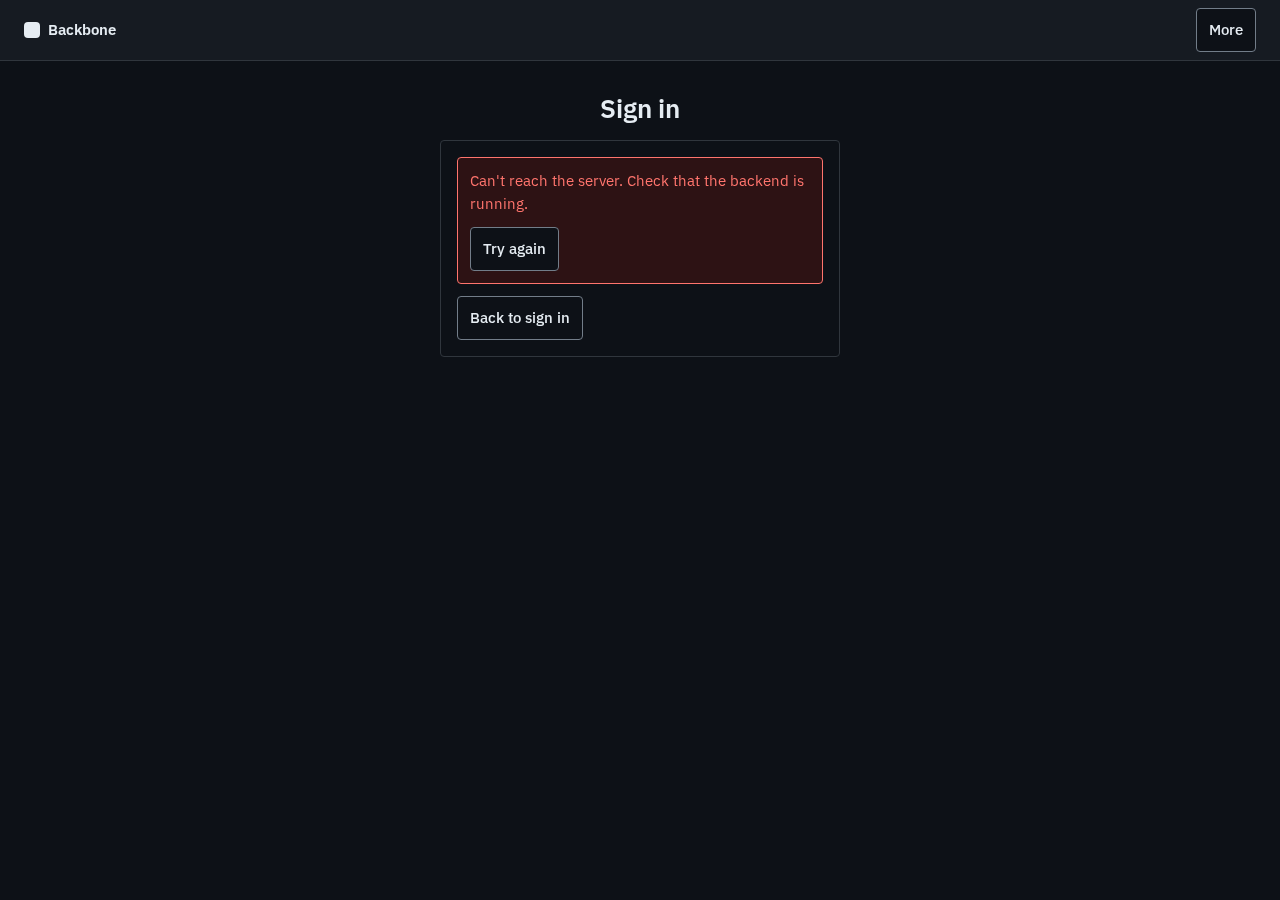 Backbone
More
Sign in
Can't reach the server. Check that the backend is
running.
Try again
Back to sign in